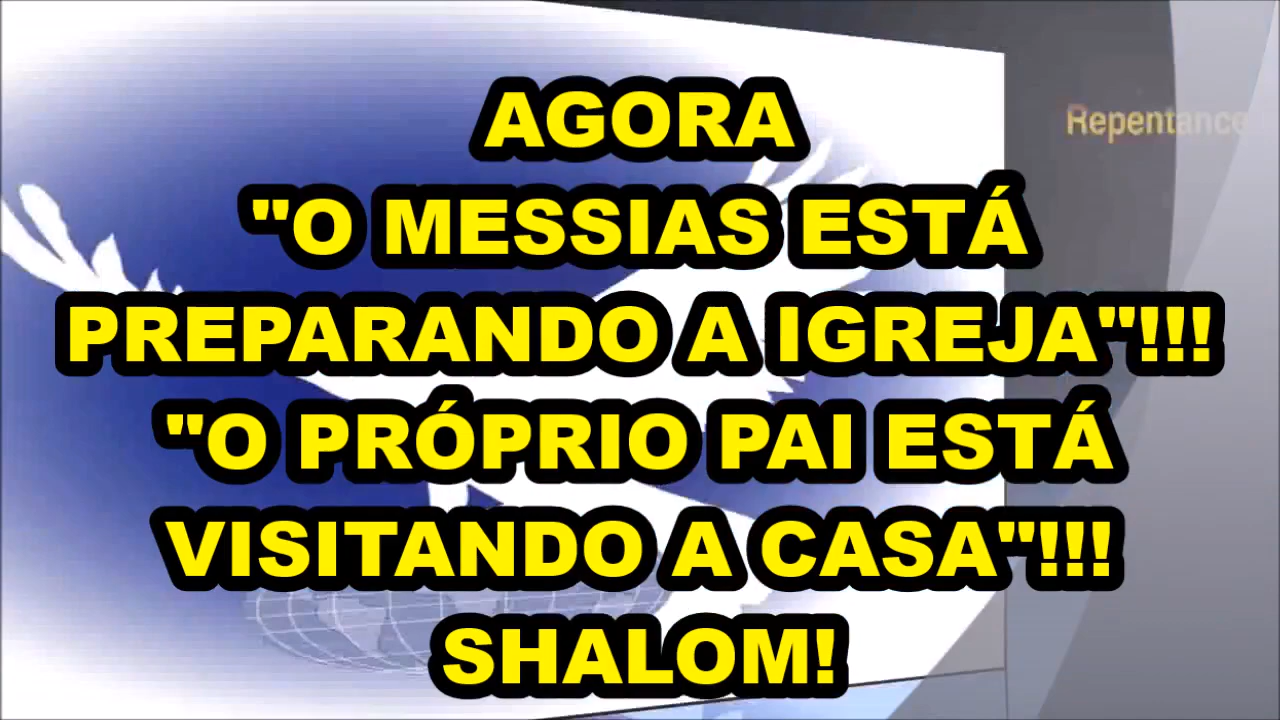 Repentance
AGORA
"O MESSIAS ESTÁ
PREPARANDO A IGREJA"!!!
"O PRÓPRIO PAI ESTÁ
VISITANDO A CASA"!!!
SHALOM!